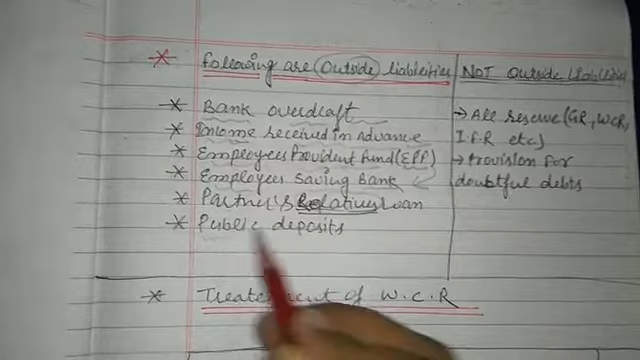 * Following are Outside liabilities
* Bank overdraft
* Income received in Advance
* Employees Provident Fund (EPF)
* Employees Saving Bank
* Partner's Relatives Loan
* Public deposits
NOT Outside Liabilities
→ All reserve (GR, WCR,
I.F.R etc)
→ Provision for
doubtful debts
* Treatement of W.C.R